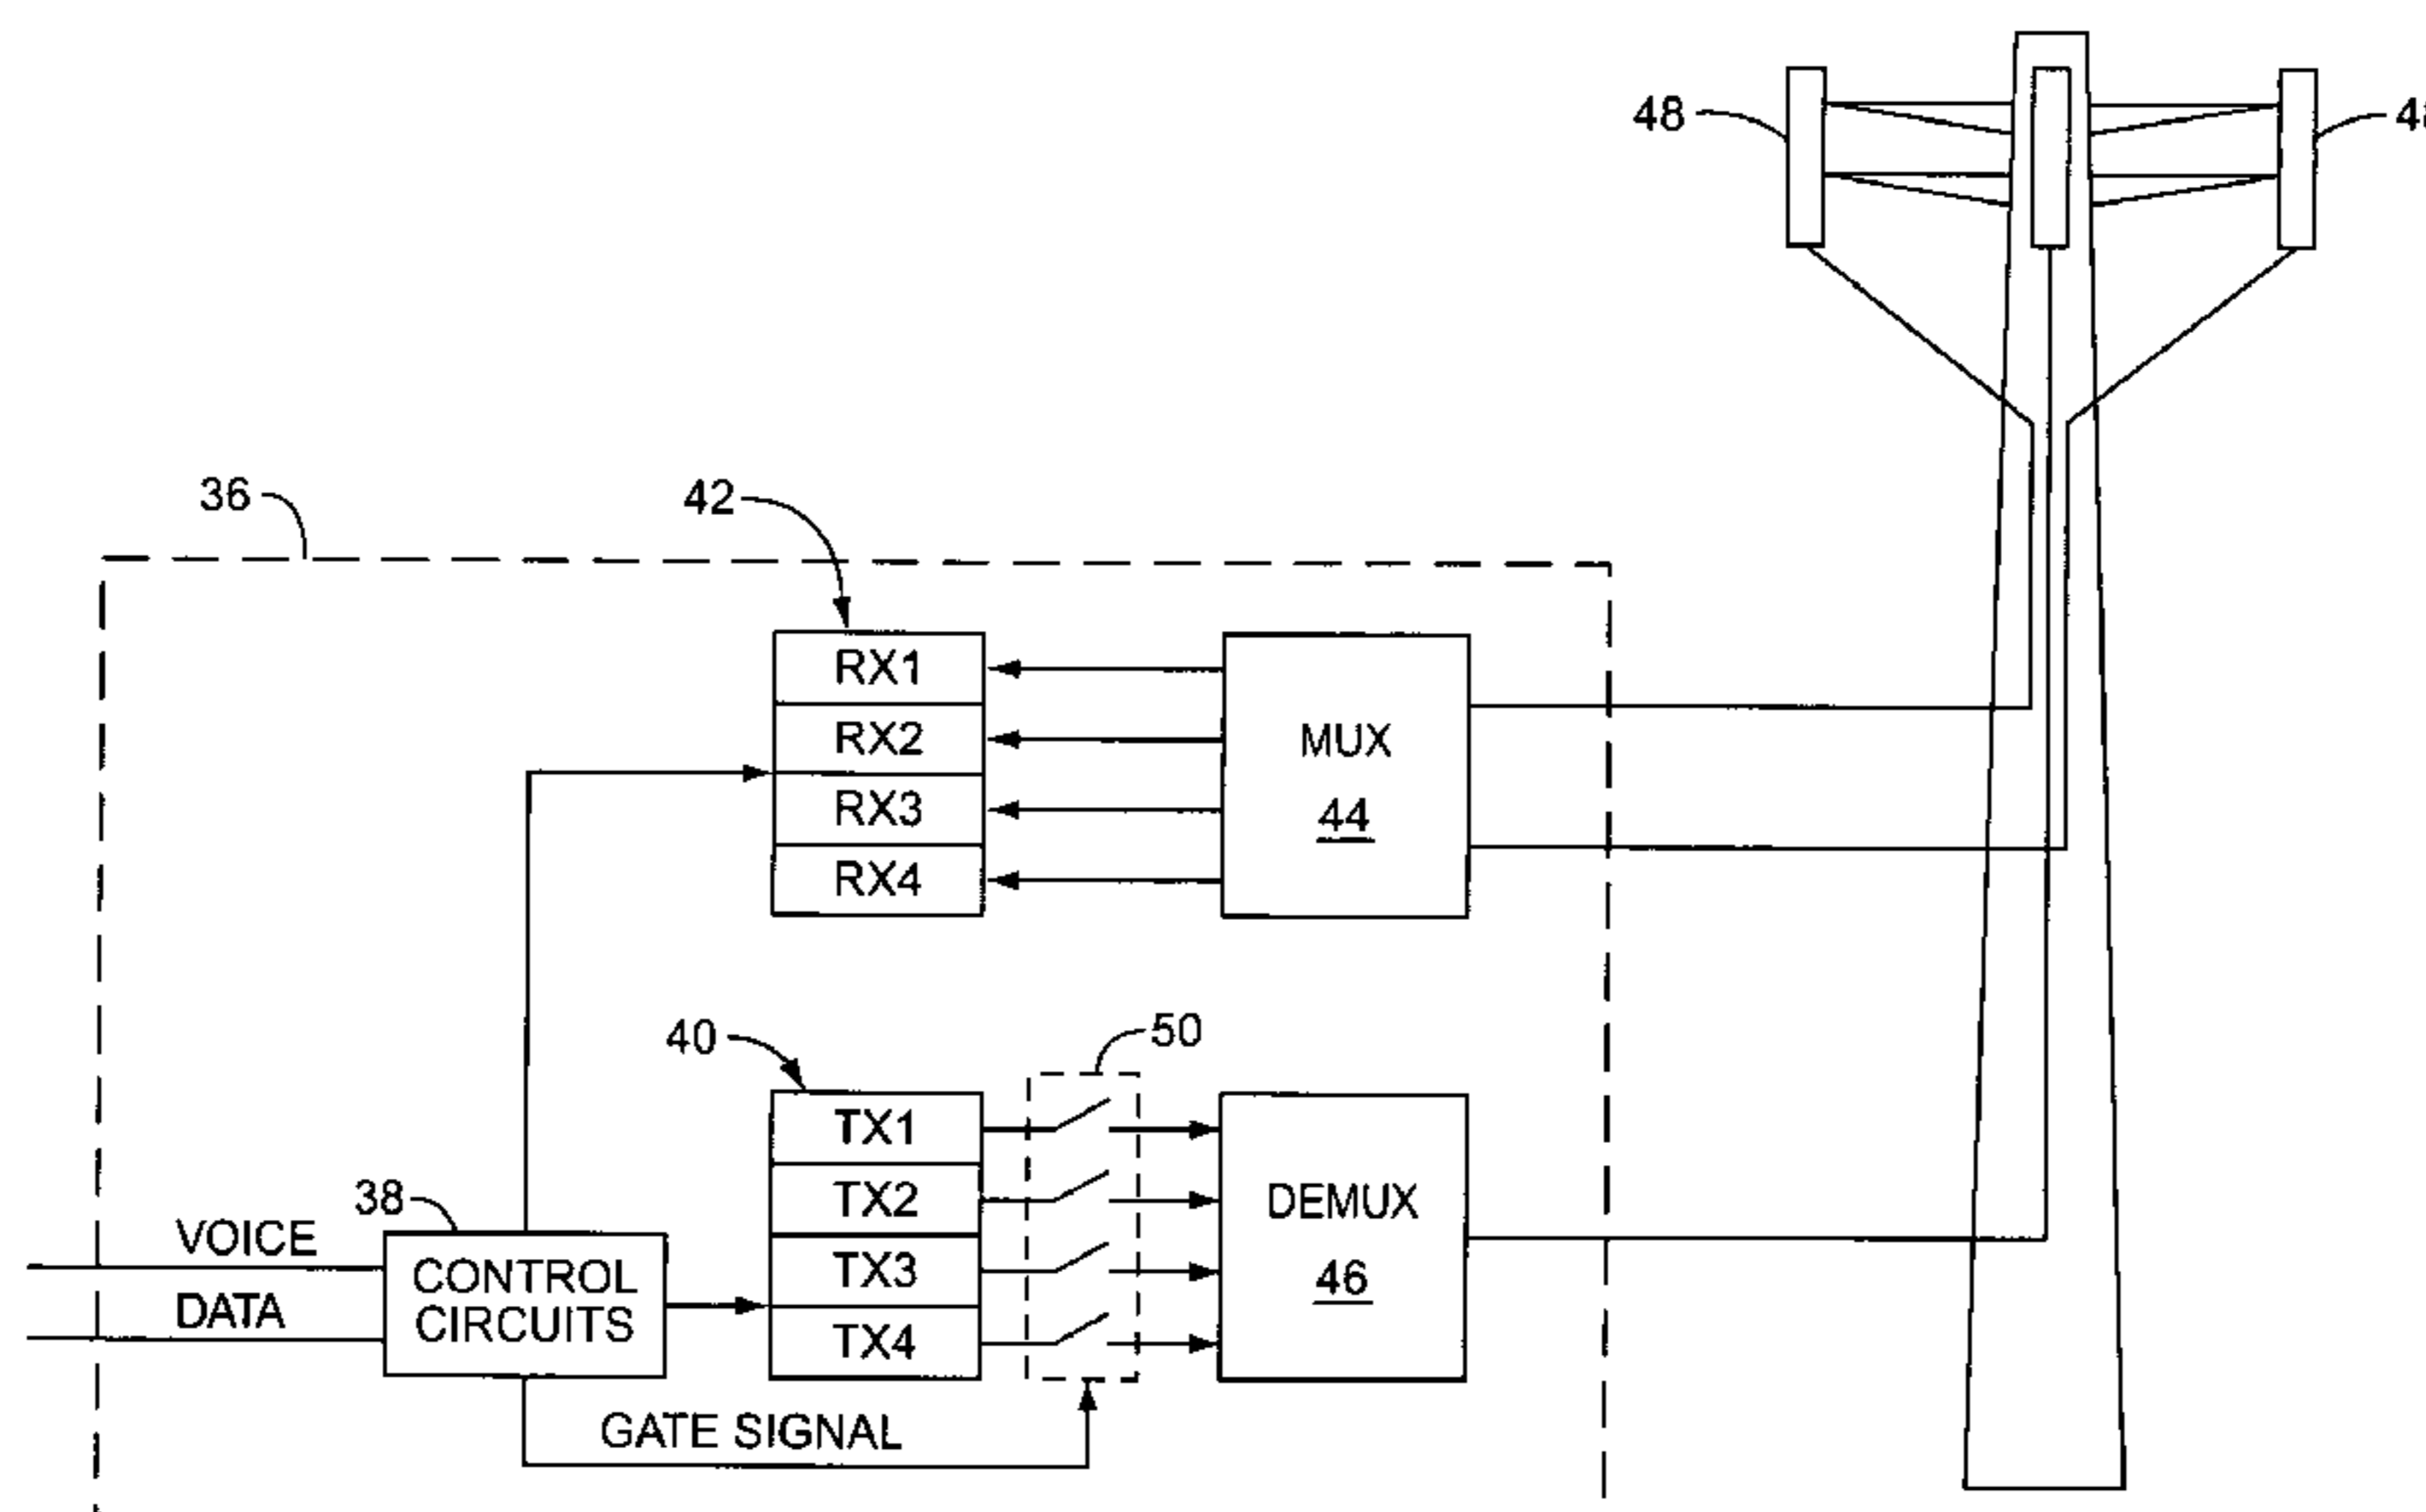 48
48
36
42
RX1
RX2
RX3
RX4
MUX
44
40
50
TX1
TX2
TX3
TX4
DEMUX
46
38
VOICE
DATA
CONTROL
CIRCUITS
GATE SIGNAL